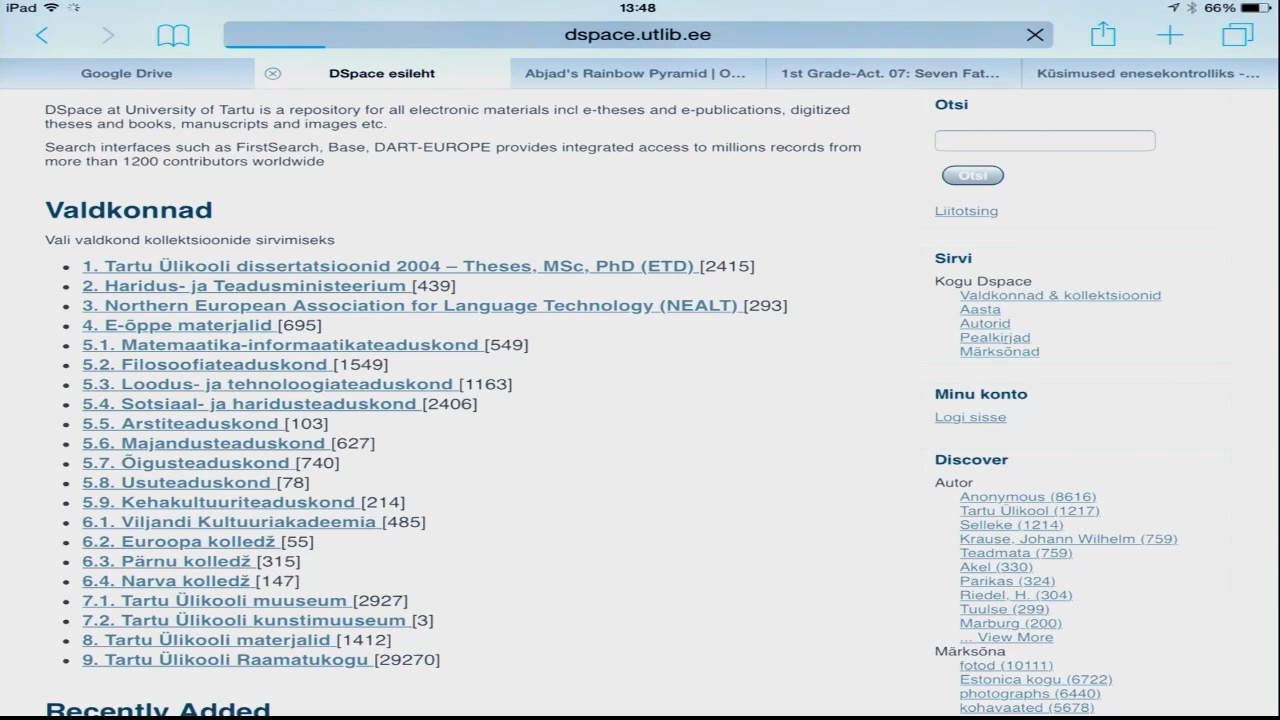 iPad
13:48
66%
dspace.utlib.ee
Google Drive
DSpace esileht
Abjad's Rainbow Pyramid | O...
1st Grade-Act. 07: Seven Fat...
Küsimused enesekontrolliks -...
DSpace at University of Tartu is a repository for all electronic materials incl e-theses and e-publications, digitized
theses and books, manuscripts and images etc.
Search interfaces such as FirstSearch, Base, DART-EUROPE provides integrated access to millions records from
more than 1200 contributors worldwide
Valdkonnad
Vali valdkond kollektsioonide sirvimiseks
1. Tartu Ülikooli dissertatsioonid 2004 – Theses, MSc, PhD (ETD) [2415]
2. Haridus- ja Teadusministeerium [439]
3. Northern European Association for Language Technology (NEALT) [293]
4. E-õppe materjalid [695]
5.1. Matemaatika-informaatikateaduskond [549]
5.2. Filosoofiateaduskond [1549]
5.3. Loodus- ja tehnoloogiateaduskond [1163]
5.4. Sotsiaal- ja haridusteaduskond [2406]
5.5. Arstiteaduskond [103]
5.6. Majandusteaduskond [627]
5.7. Õigusteaduskond [740]
5.8. Usuteaduskond [78]
5.9. Kehakultuuriteaduskond [214]
6.1. Viljandi Kultuuriakadeemia [485]
6.2. Euroopa kolledž [55]
6.3. Pärnu kolledž [315]
6.4. Narva kolledž [147]
7.1. Tartu Ülikooli muuseum [2927]
7.2. Tartu Ülikooli kunstimuuseum [3]
8. Tartu Ülikooli materjalid [1412]
9. Tartu Ülikooli Raamatukogu [29270]
Recently Added
Otsi
Otsi
Liitotsing
Sirvi
Kogu Dspace
Valdkonnad & kollektsioonid
Aasta
Autorid
Pealkirjad
Märksõnad
Minu konto
Logi sisse
Discover
Autor
Anonymous (8616)
Tartu Ülikool (1217)
Selleke (1214)
Krause, Johann Wilhelm (759)
Teadmata (759)
Akel (330)
Parikas (324)
Riedel, H. (304)
Tuulse (299)
Marburg (200)
... View More
Märksõna
fotod (10111)
Estonica kogu (6722)
photographs (6440)
kohavaated (5678)